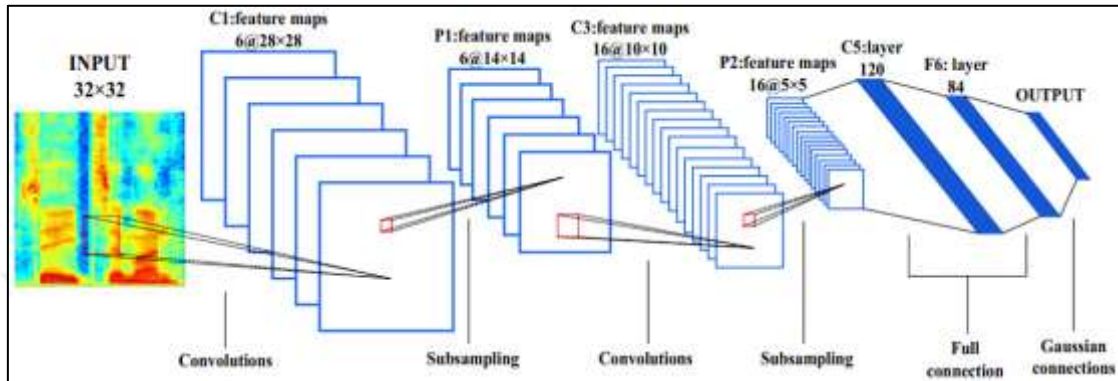 INPUT
32×32
C1:feature maps
6@28×28
P1:feature maps
6@14×14
C3:feature maps
16@10×10
P2:feature maps
16@5×5
C5:layer
120
F6: layer
84
OUTPUT
Convolutions
Subsampling
Convolutions
Subsampling
Full
connection
Gaussian
connections